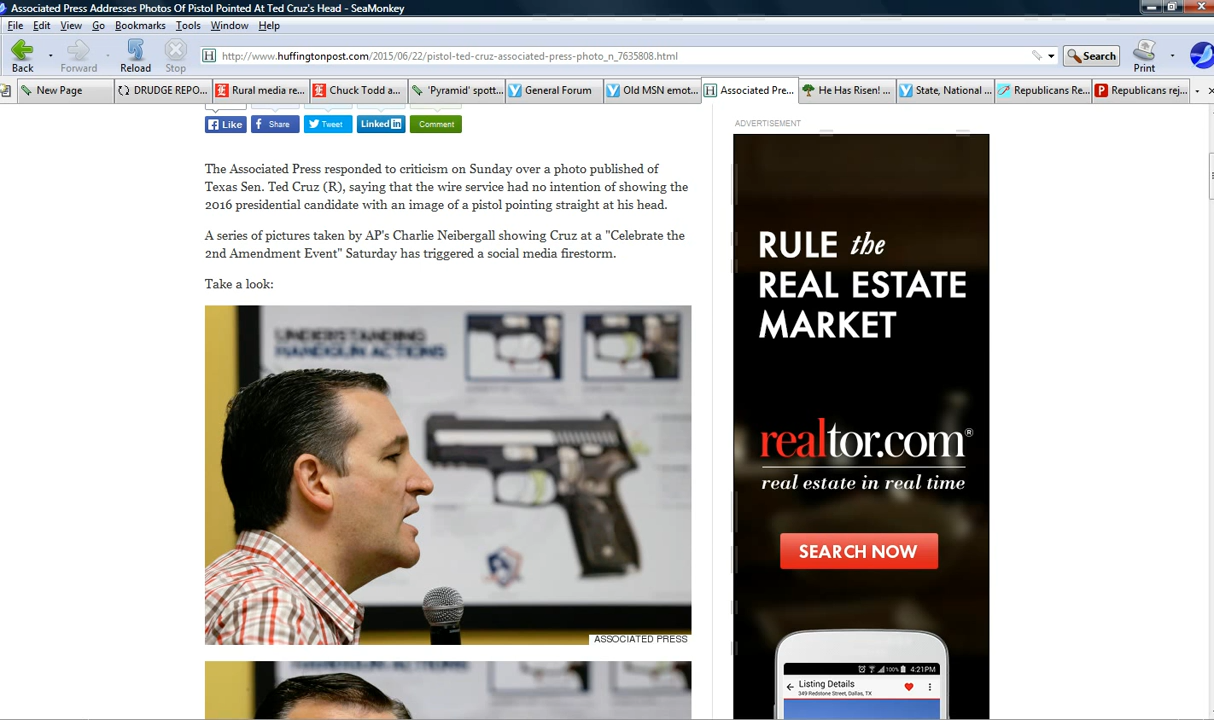 Associated Press Addresses Photos Of Pistol Pointed At Ted Cruz's Head - SeaMonkey
File Edit View Go Bookmarks Tools Window Help
Back Forward Reload Stop http://www.huffingtonpost.com/2015/06/22/pistol-ted-cruz-associated-press-photo_n_7635808.html Search Print
New Page DRUDGE REPO... Rural media re... Chuck Todd a... 'Pyramid' spott... General Forum Old MSN emot... Associated Pre... He Has Risen! ... State, National ... Republicans Re... Republicans rej...
Like Share Tweet Linked in Comment
The Associated Press responded to criticism on Sunday over a photo published of
Texas Sen. Ted Cruz (R), saying that the wire service had no intention of showing the
2016 presidential candidate with an image of a pistol pointing straight at his head.
A series of pictures taken by AP's Charlie Neibergall showing Cruz at a "Celebrate the
2nd Amendment Event" Saturday has triggered a social media firestorm.
Take a look:
UNDERSTANDING
HANDGUN ACTIONS
ASSOCIATED PRESS
ADVERTISEMENT
RULE the
REAL ESTATE
MARKET
realtor.com®
real estate in real time
SEARCH NOW
100% 4:21PM
Listing Details
349 Redstone Street, Dallas, TX